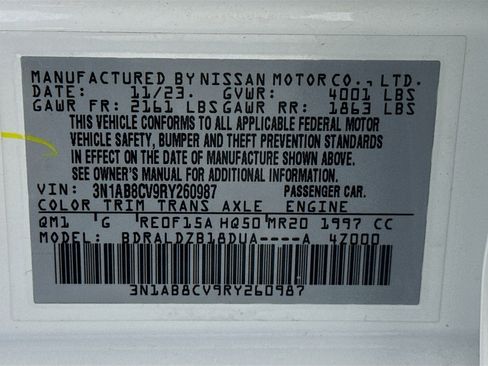 MANUFACTURED BY NISSAN MOTOR CO., LTD.
DATE: 11/23. GVWR: 4001 LBS
GAWR FR: 2161 LBS GAWR RR: 1863 LBS
THIS VEHICLE CONFORMS TO ALL APPLICABLE FEDERAL MOTOR
VEHICLE SAFETY, BUMPER AND THEFT PREVENTION STANDARDS
IN EFFECT ON THE DATE OF MANUFACTURE SHOWN ABOVE.
SEE OWNER'S MANUAL FOR ADDITIONAL INFORMATION
VIN: 3N1AB8CV9RY260987 PASSENGER CAR.
COLOR TRIM TRANS AXLE ENGINE
QM1 G RE0F15A HQ50 MR20 1997 CC
MODEL: BDRALDZB18DUA----A 4Z000
3N1AB8CV9RY260987